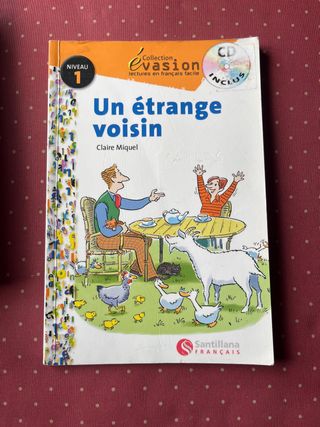 NIVEAU
1
Collection
évasion
lectures en français facile
CD
INCLUS
Un étrange
voisin
Claire Miquel
Santillana
FRANÇAIS